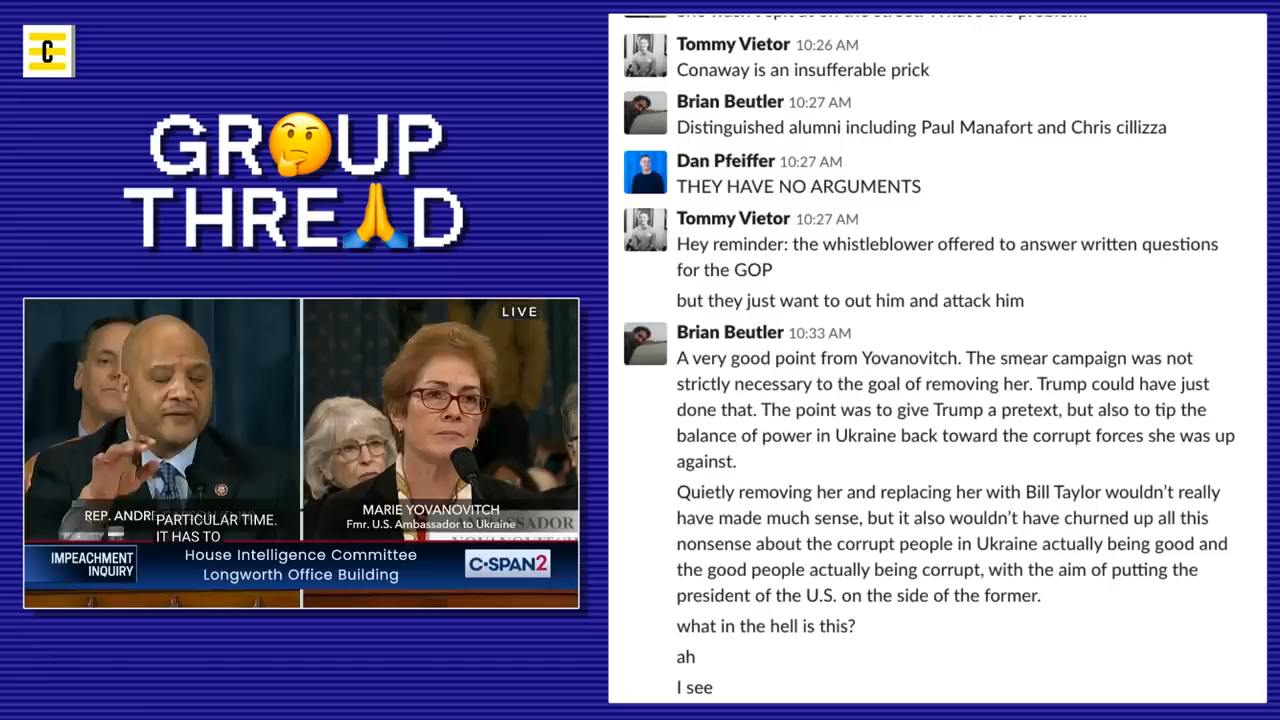 C
GR🤔UP
THRE🙏D
LIVE
REP. ANDR
PARTICULAR TIME.
IT HAS TO
MARIE YOVANOVITCH
Fmr. U.S. Ambassador to Ukraine
IMPEACHMENT
INQUIRY
House Intelligence Committee
Longworth Office Building
C·SPAN2
Tommy Vietor 10:26 AM
Conaway is an insufferable prick
Brian Beutler 10:27 AM
Distinguished alumni including Paul Manafort and Chris cillizza
Dan Pfeiffer 10:27 AM
THEY HAVE NO ARGUMENTS
Tommy Vietor 10:27 AM
Hey reminder: the whistleblower offered to answer written questions
for the GOP
but they just want to out him and attack him
Brian Beutler 10:33 AM
A very good point from Yovanovitch. The smear campaign was not
strictly necessary to the goal of removing her. Trump could have just
done that. The point was to give Trump a pretext, but also to tip the
balance of power in Ukraine back toward the corrupt forces she was up
against.
Quietly removing her and replacing her with Bill Taylor wouldn't really
have made much sense, but it also wouldn't have churned up all this
nonsense about the corrupt people in Ukraine actually being good and
the good people actually being corrupt, with the aim of putting the
president of the U.S. on the side of the former.
what in the hell is this?
ah
I see